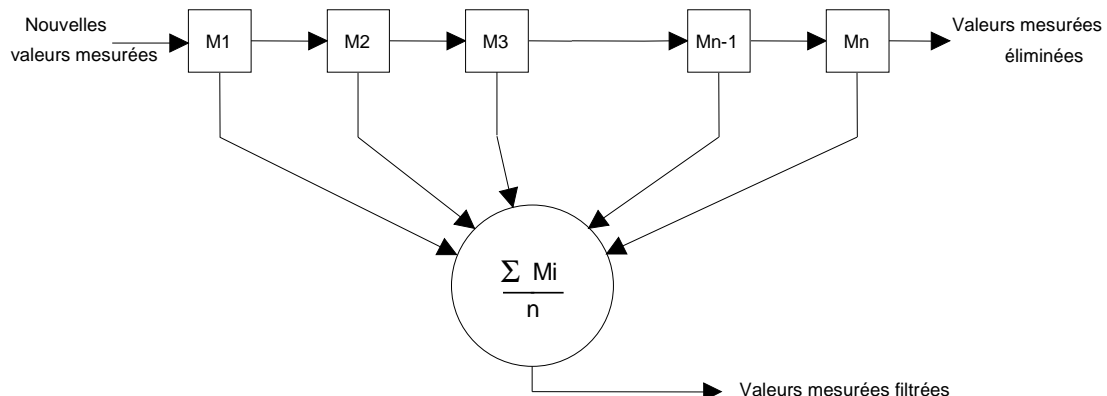 Nouvelles
valeurs mesurées
M1
M2
M3
Mn-1
Mn
Valeurs mesurées
éliminées
Σ Mi
n
Valeurs mesurées filtrées